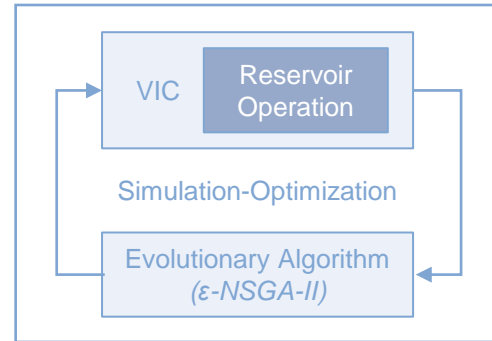 VIC
Reservoir
Operation
Simulation-Optimization
Evolutionary Algorithm
(ε-NSGA-II)